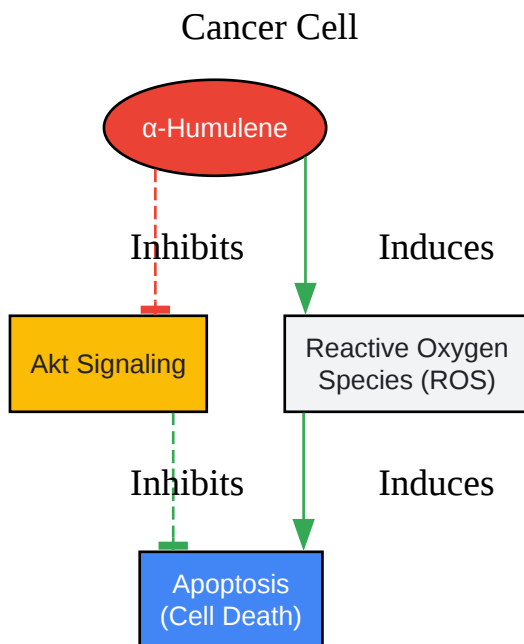 Cancer Cell
α-Humulene
Inhibits
Induces
Akt Signaling
Reactive Oxygen
Species (ROS)
Inhibits
Induces
Apoptosis
(Cell Death)